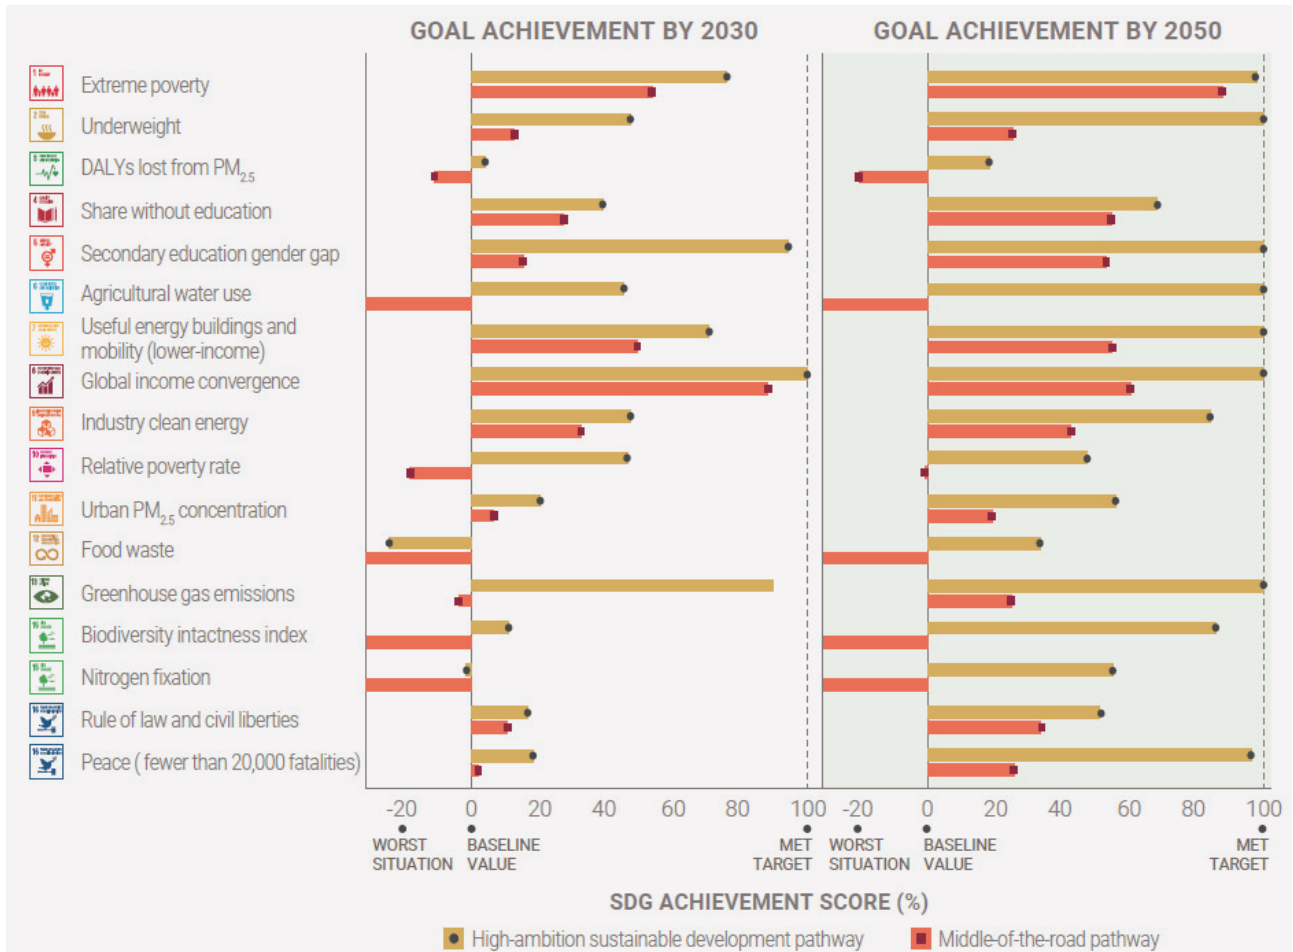 GOAL ACHIEVEMENT BY 2030
GOAL ACHIEVEMENT BY 2050
Extreme poverty
Underweight
DALYs lost from PM2.5
Share without education
Secondary education gender gap
Agricultural water use
Useful energy buildings and
mobility (lower-income)
Global income convergence
Industry clean energy
Relative poverty rate
Urban PM2.5 concentration
Food waste
Greenhouse gas emissions
Biodiversity intactness index
Nitrogen fixation
Rule of law and civil liberties
Peace ( fewer than 20,000 fatalities)
-20 0 20 40 60 80 100
-20 0 20 40 60 80 100
WORST
SITUATION
BASELINE
VALUE
MET
TARGET
WORST
SITUATION
BASELINE
VALUE
MET
TARGET
SDG ACHIEVEMENT SCORE (%)
High-ambition sustainable development pathway
Middle-of-the-road pathway